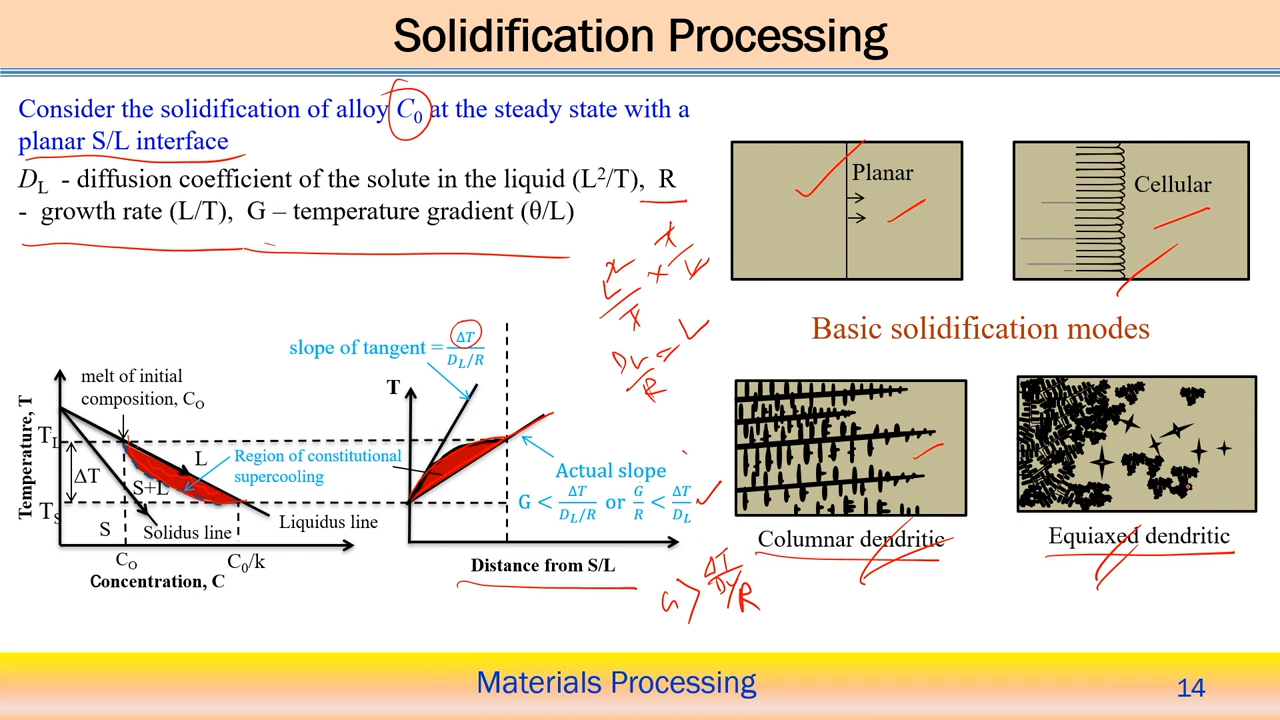 Solidification Processing
Consider the solidification of alloy C₀ at the steady state with a
planar S/L interface
D_L - diffusion coefficient of the solute in the liquid (L²/T), R
- growth rate (L/T), G – temperature gradient (θ/L)
Planar
Cellular
Basic solidification modes
Columnar dendritic
Equiaxed dendritic
slope of tangent = ΔT / (D_L/R)
melt of initial
composition, C_O
Temperature, T
T_L
ΔT
T_S
L
S+L
S
Region of constitutional
supercooling
Solidus line
Liquidus line
C_O
C₀/k
Concentration, C
T
Actual slope
G < ΔT / (D_L/R) or G/R < ΔT/D_L
Distance from S/L
D_L/R = L
G > ΔT / (D_L/R)
Materials Processing
14